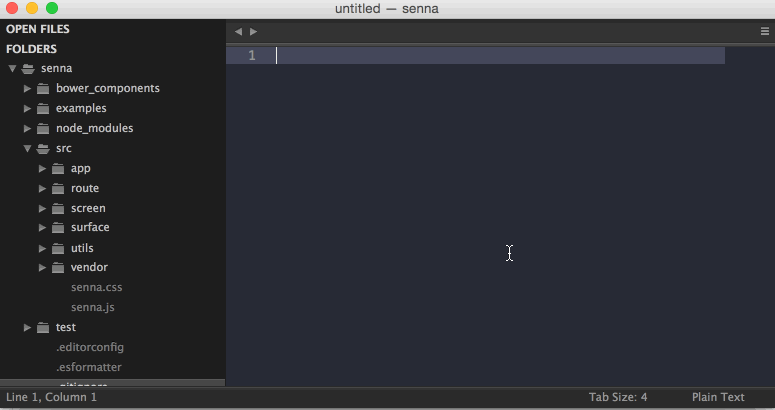 untitled — senna
OPEN FILES
FOLDERS
senna
bower_components
examples
node_modules
src
app
route
screen
surface
utils
vendor
senna.css
senna.js
test
.editorconfig
.esformatter
.gitignore
1
Line 1, Column 1
Tab Size: 4
Plain Text